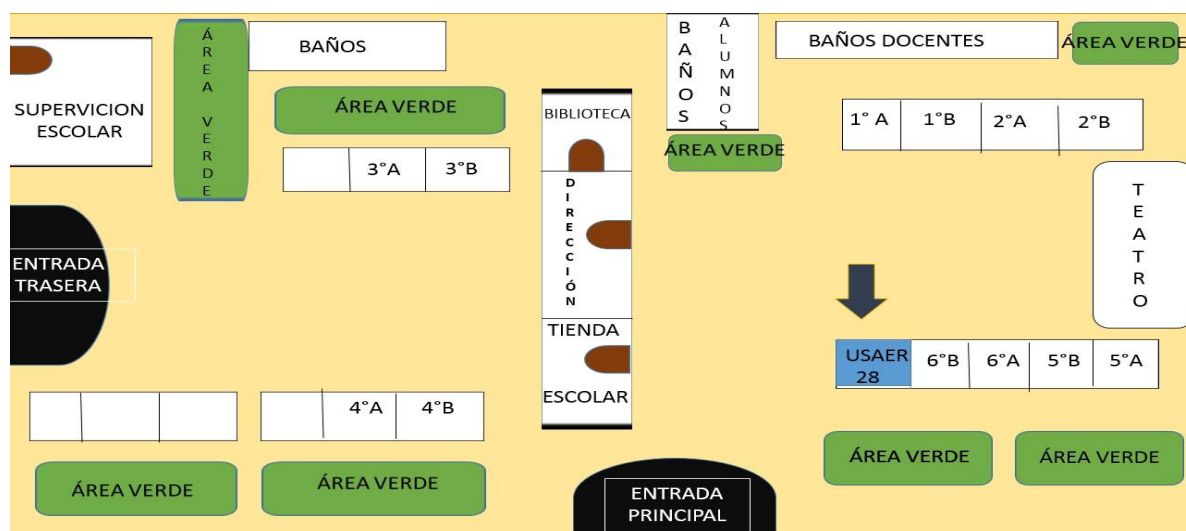 SUPERVICION
ESCOLAR
ÁREA VERDE
BAÑOS
ÁREA VERDE
3°A
3°B
BIBLIOTECA
DIRECCIÓN
TIENDA
ESCOLAR
BAÑOS
ALUMNOS
ÁREA VERDE
BAÑOS DOCENTES
ÁREA VERDE
1° A
1°B
2°A
2°B
TEATRO
ENTRADA
TRASERA
USAER
28
6°B
6°A
5°B
5°A
4°A
4°B
ÁREA VERDE
ÁREA VERDE
ENTRADA
PRINCIPAL
ÁREA VERDE
ÁREA VERDE